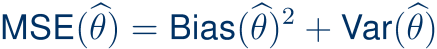 MSE(θ̂) = Bias(θ̂)² + Var(θ̂)